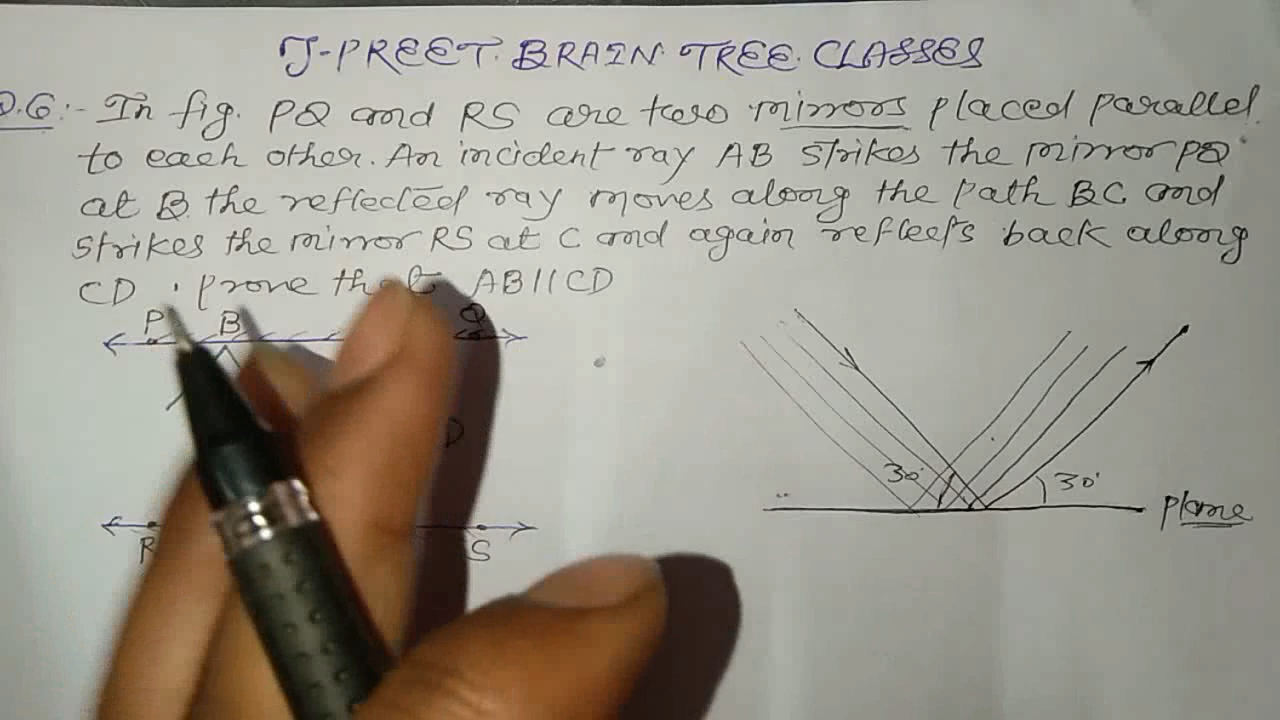 J-PREET BRAIN TREE CLASSES
Q.6:- In fig. PQ and RS are two mirrors placed parallel
to each other. An incident ray AB strikes the mirror PQ
at B. the reflected ray moves along the path BC and
strikes the mirror RS at C and again reflects back along
CD. prove that AB||CD
P B Q
D
R S
30° 30°
plane